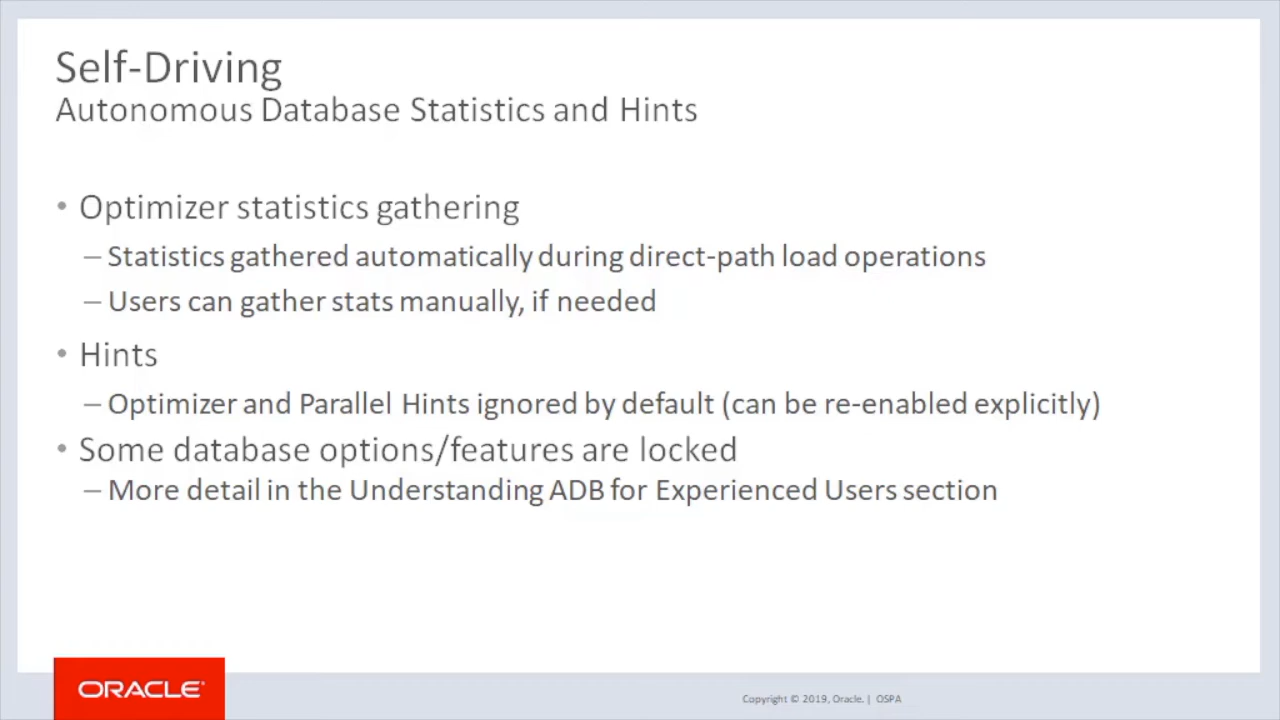 Self-Driving
Autonomous Database Statistics and Hints
• Optimizer statistics gathering
– Statistics gathered automatically during direct-path load operations
– Users can gather stats manually, if needed
• Hints
– Optimizer and Parallel Hints ignored by default (can be re-enabled explicitly)
• Some database options/features are locked
– More detail in the Understanding ADB for Experienced Users section
ORACLE®
Copyright © 2019, Oracle. | OSPA